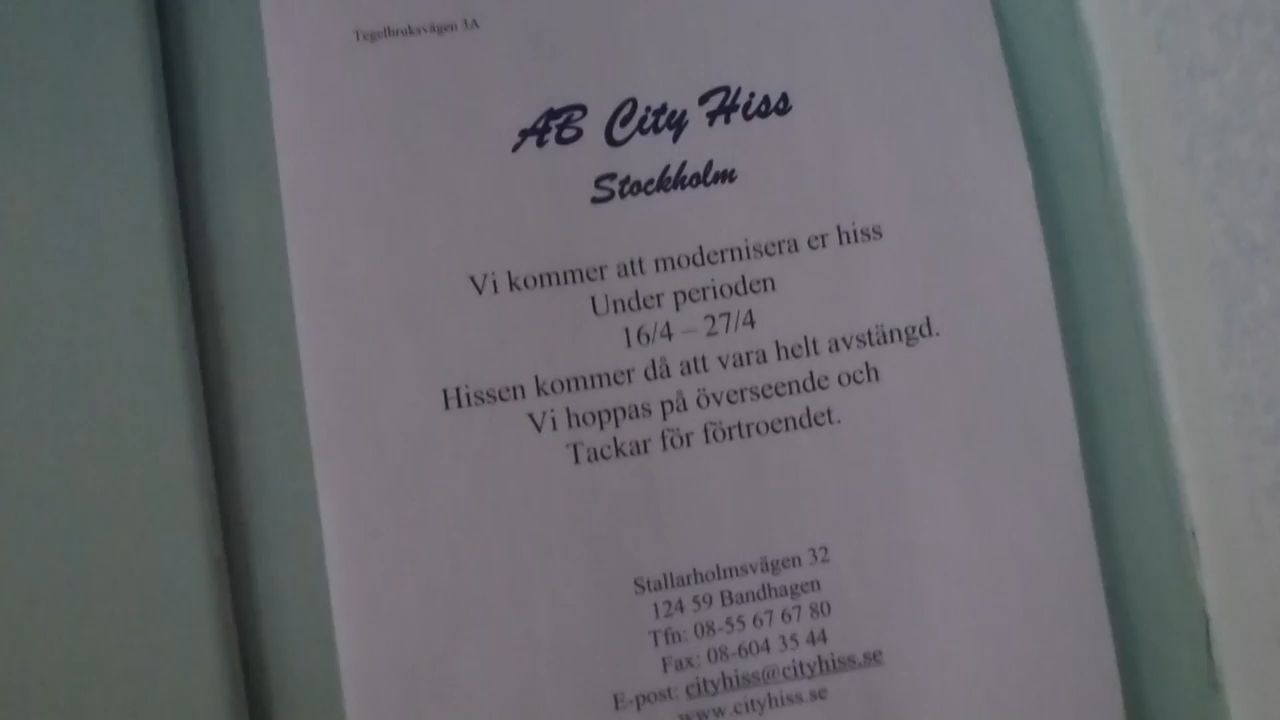 Tegelbruksvägen 3A
AB City Hiss
Stockholm
Vi kommer att modernisera er hiss
Under perioden
16/4 – 27/4
Hissen kommer då att vara helt avstängd.
Vi hoppas på överseende och
Tackar för förtroendet.
Stallarholmsvägen 32
124 59 Bandhagen
Tfn: 08-55 67 67 80
Fax: 08-604 35 44
E-post: cityhiss@cityhiss.se
www.cityhiss.se